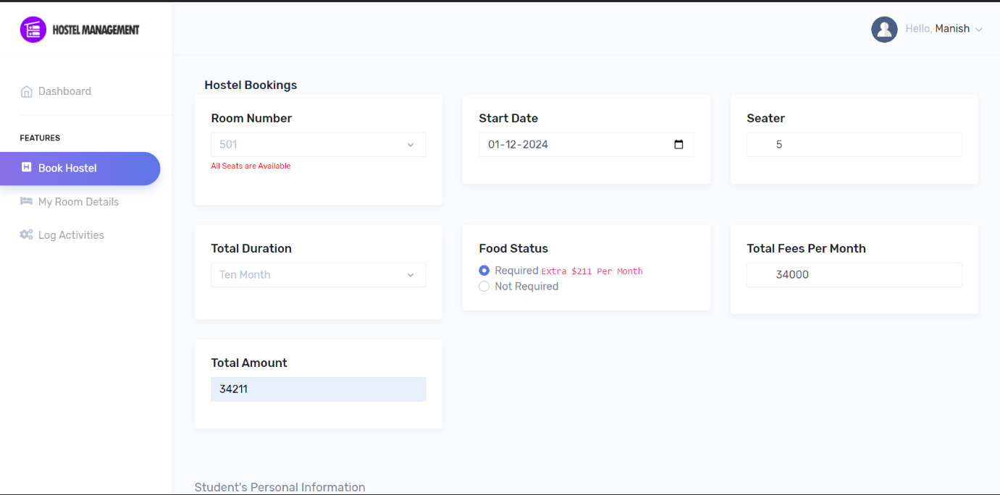 HOSTEL MANAGEMENT
Hello, Manish
Dashboard
FEATURES
Book Hostel
My Room Details
Log Activities
Hostel Bookings
Room Number
501
All Seats are Available
Start Date
01-12-2024
Seater
5
Total Duration
Ten Month
Food Status
Required Extra $211 Per Month
Not Required
Total Fees Per Month
34000
Total Amount
34211
Student's Personal Information